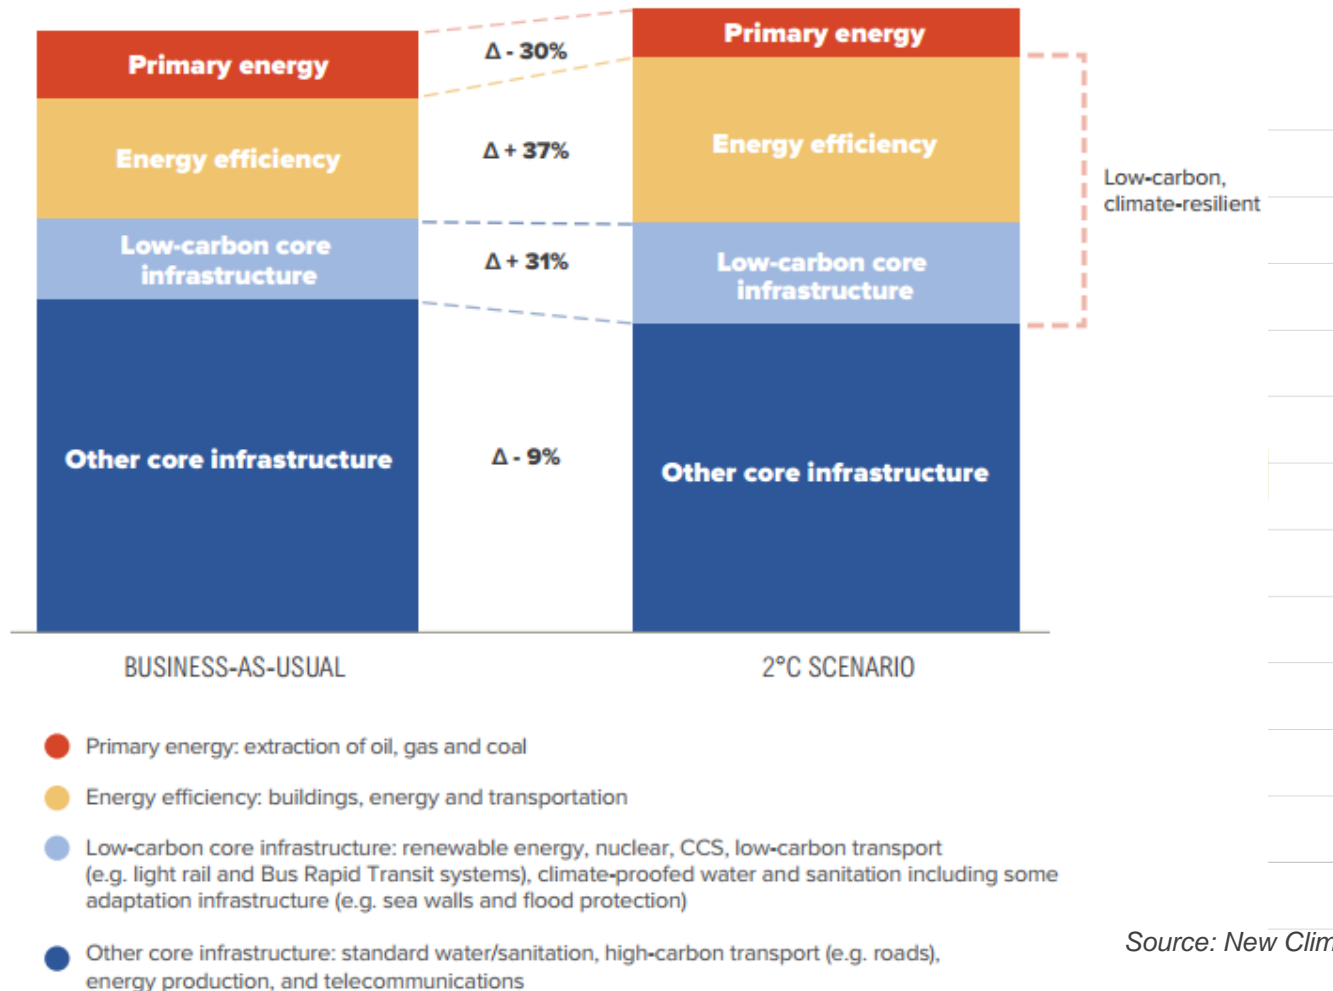 Primary energy
Δ - 30%
Primary energy
Energy efficiency
Δ + 37%
Energy efficiency
Low-carbon,
climate-resilient
Low-carbon core
infrastructure
Δ + 31%
Low-carbon core
infrastructure
Other core infrastructure
Δ - 9%
Other core infrastructure
BUSINESS-AS-USUAL
2°C SCENARIO
Primary energy: extraction of oil, gas and coal
Energy efficiency: buildings, energy and transportation
Low-carbon core infrastructure: renewable energy, nuclear, CCS, low-carbon transport
(e.g. light rail and Bus Rapid Transit systems), climate-proofed water and sanitation including some
adaptation infrastructure (e.g. sea walls and flood protection)
Other core infrastructure: standard water/sanitation, high-carbon transport (e.g. roads),
energy production, and telecommunications
Source: New Clim